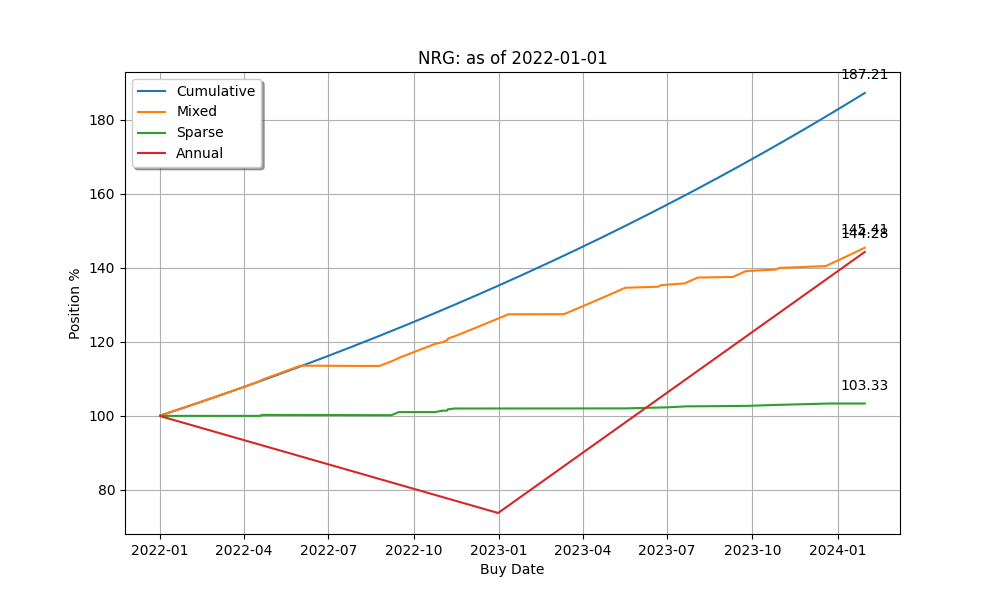 NRG: as of 2022-01-01
187.21
Cumulative
Mixed
Sparse
Annual
180
160
145.41
144.28
140
120
103.33
100
80
Position %
2022-01 2022-04 2022-07 2022-10 2023-01 2023-04 2023-07 2023-10 2024-01
Buy Date